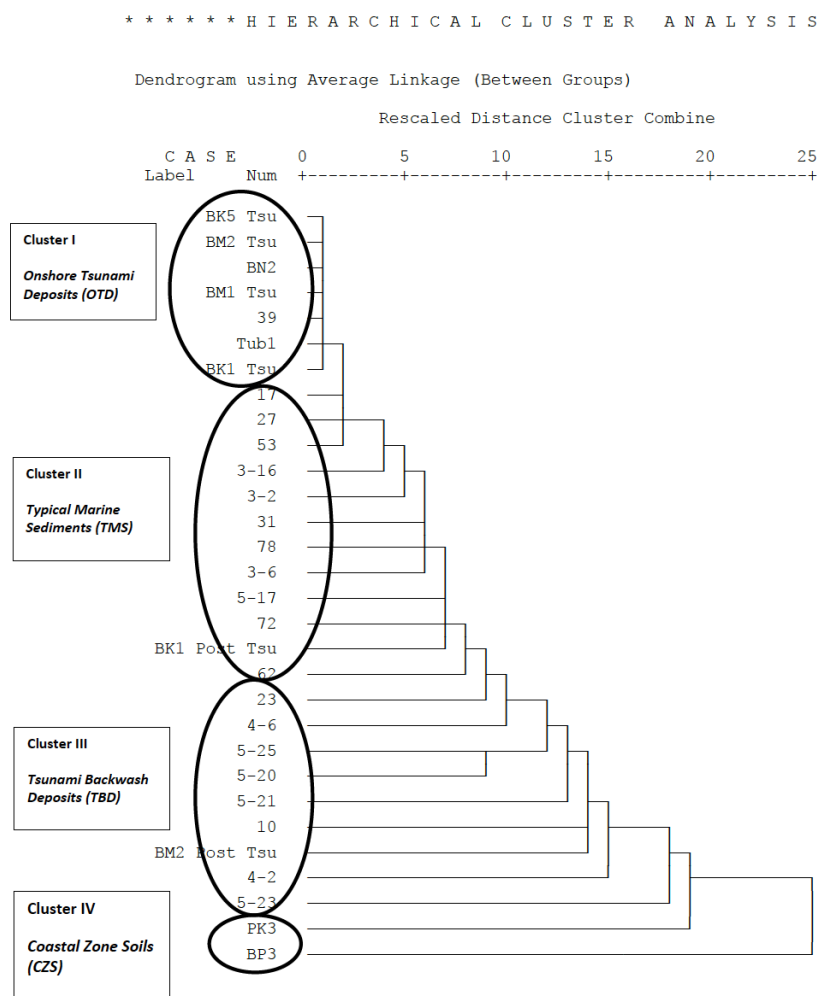 * * * * * * H I E R A R C H I C A L  C L U S T E R  A N A L Y S I S
Dendrogram using Average Linkage (Between Groups)
Rescaled Distance Cluster Combine
C A S E 0 5 10 15 20 25
Label Num +---------+---------+---------+---------+---------+
BK5 Tsu
Cluster I
BM2 Tsu
BN2
Onshore Tsunami
Deposits (OTD)
BM1 Tsu
39
Tub1
BK1 Tsu
17
27
53
Cluster II
3-16
3-2
Typical Marine
Sediments (TMS)
31
78
3-6
5-17
72
BK1 Post Tsu
62
23
4-6
Cluster III
5-25
Tsunami Backwash
Deposits (TBD)
5-20
5-21
10
BM2 Post Tsu
4-2
Cluster IV
5-23
PK3
Coastal Zone Soils
(CZS)
BP3